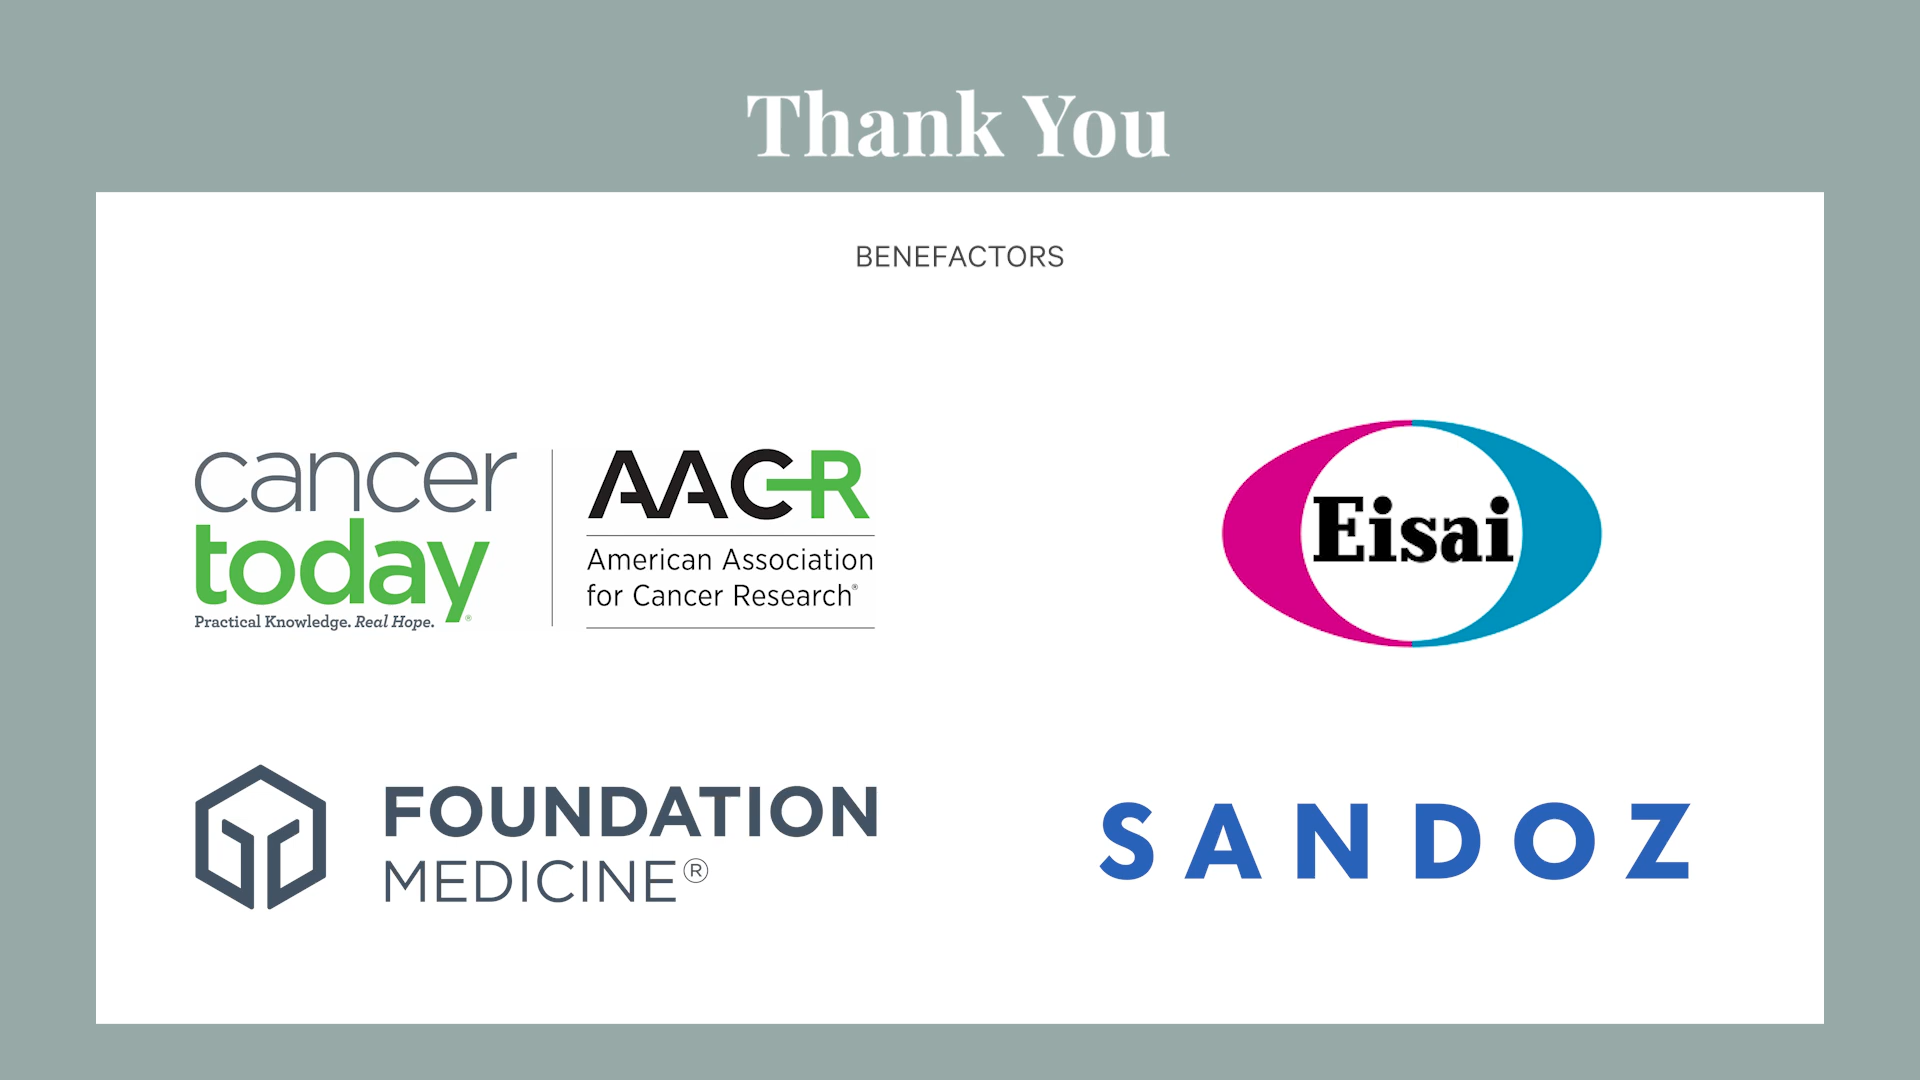 Thank You
BENEFACTORS
cancer
today®
Practical Knowledge. Real Hope.
AACR
American Association
for Cancer Research®
Eisai
FOUNDATION
MEDICINE®
SANDOZ